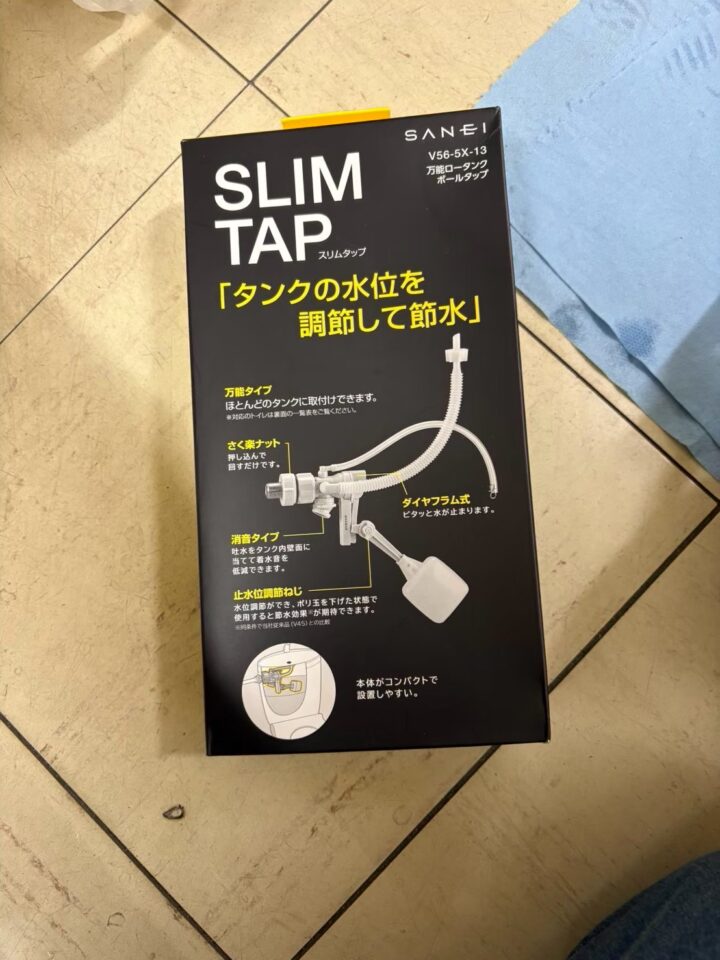 SANEI
V56-5X-13
万能ロータンク
ボールタップ
SLIM
TAP
スリムタップ
「タンクの水位を
調節して節水」
万能タイプ
ほとんどのタンクに取付けできます。
※対応のトイレは裏面の一覧表をご覧ください。
さく楽ナット
押し込んで
回すだけです。
ダイヤフラム式
ピタッと水が止まります。
消音タイプ
吐水をタンク内壁面に
当てて着水音を
低減できます。
止水位調節ねじ
水位調節ができ、ポリ玉を下げた状態で
使用すると節水効果※が期待できます。
※同条件で当社従来品(V45)との比較
本体がコンパクトで
設置しやすい。